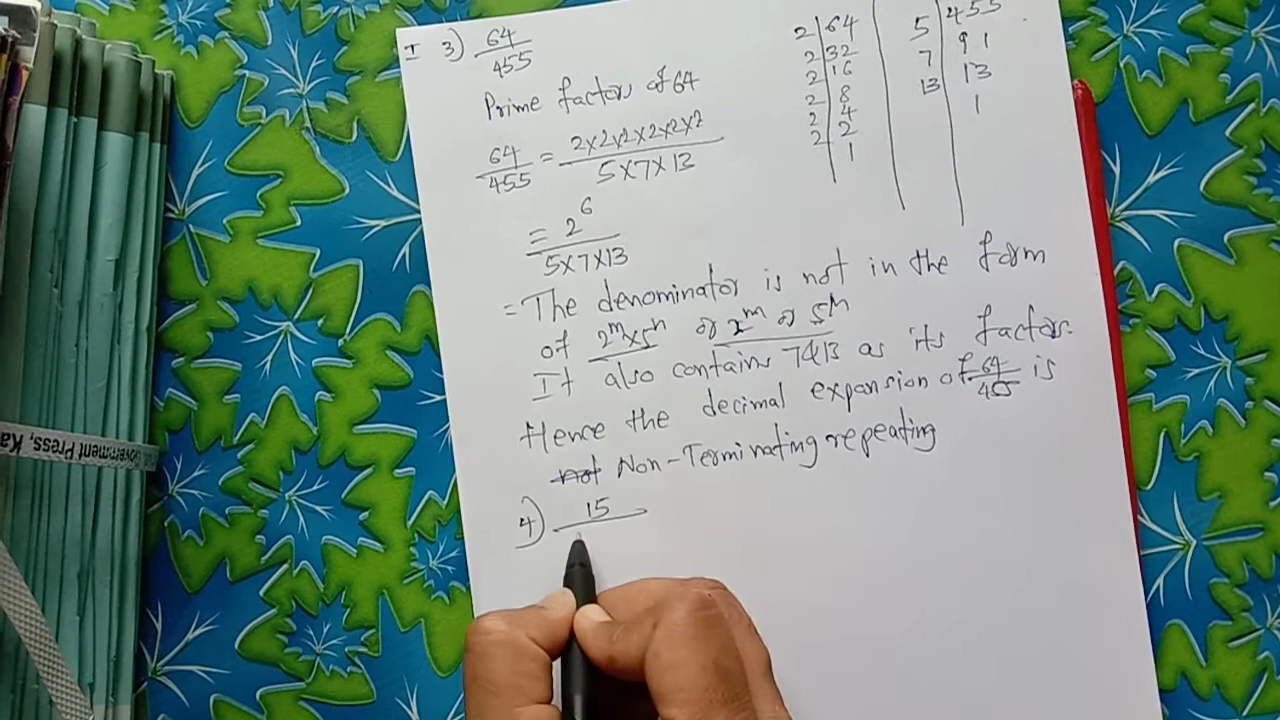 I 3) 64/455
Prime factors of 64
64/455 = 2×2×2×2×2×2/5×7×13
= 2^6/5×7×13
= The denominator is not in the form
of 2^m×5^n or 2^m or 5^n
It also contains 7&13 as its factors.
Hence the decimal expansion of 64/455 is
not Non-Terminating repeating
4) 15
2 | 64
2 | 32
2 | 16
2 | 8
2 | 4
2 | 2
1
5 | 455
7 | 91
13 | 13
1
Government Press, Ka